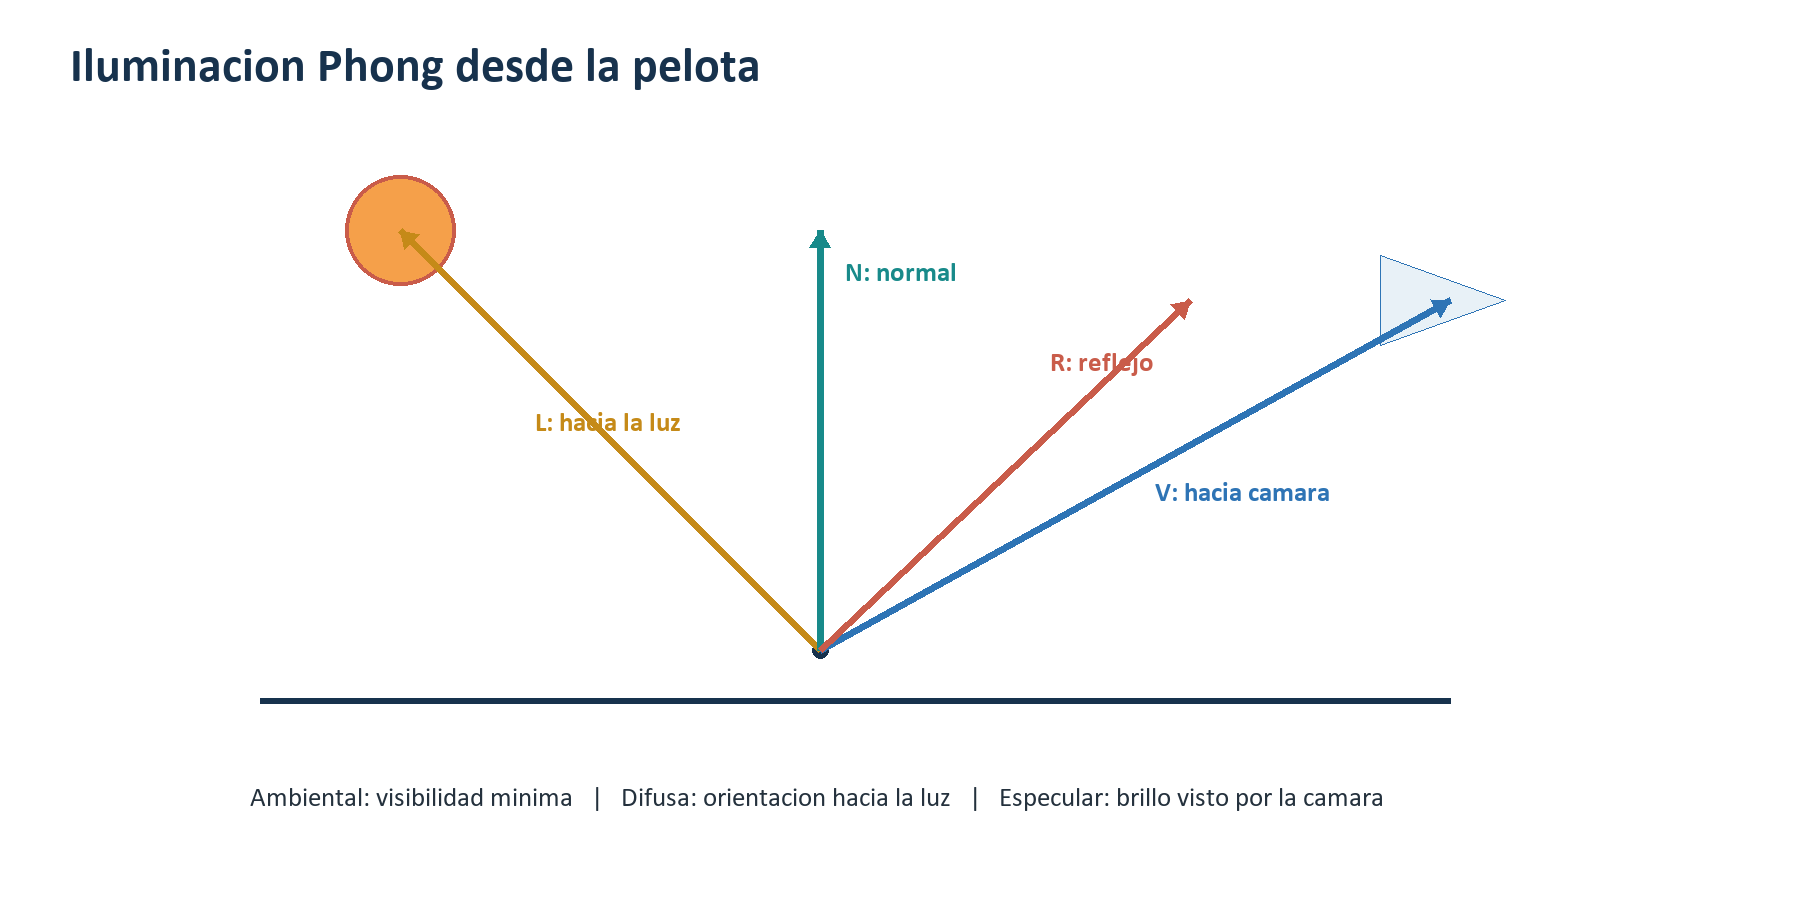 Iluminacion Phong desde la pelota
N: normal
R: reflejo
L: hacia la luz
V: hacia camara
Ambiental: visibilidad minima | Difusa: orientacion hacia la luz | Especular: brillo visto por la camara